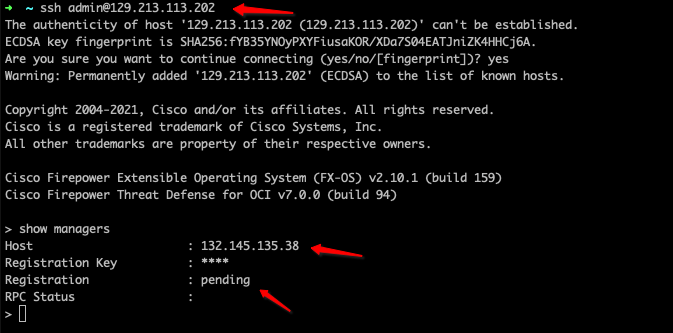 ➜ ~ ssh admin@129.213.113.202
The authenticity of host '129.213.113.202 (129.213.113.202)' can't be established.
ECDSA key fingerprint is SHA256:fYB35YNOyPXYFiusaKOR/XDa7S04EATJniZK4HHCj6A.
Are you sure you want to continue connecting (yes/no/[fingerprint])? yes
Warning: Permanently added '129.213.113.202' (ECDSA) to the list of known hosts.
Copyright 2004-2021, Cisco and/or its affiliates. All rights reserved.
Cisco is a registered trademark of Cisco Systems, Inc.
All other trademarks are property of their respective owners.
Cisco Firepower Extensible Operating System (FX-OS) v2.10.1 (build 159)
Cisco Firepower Threat Defense for OCI v7.0.0 (build 94)
> show managers
Host : 132.145.135.38
Registration Key : ****
Registration : pending
RPC Status :
>